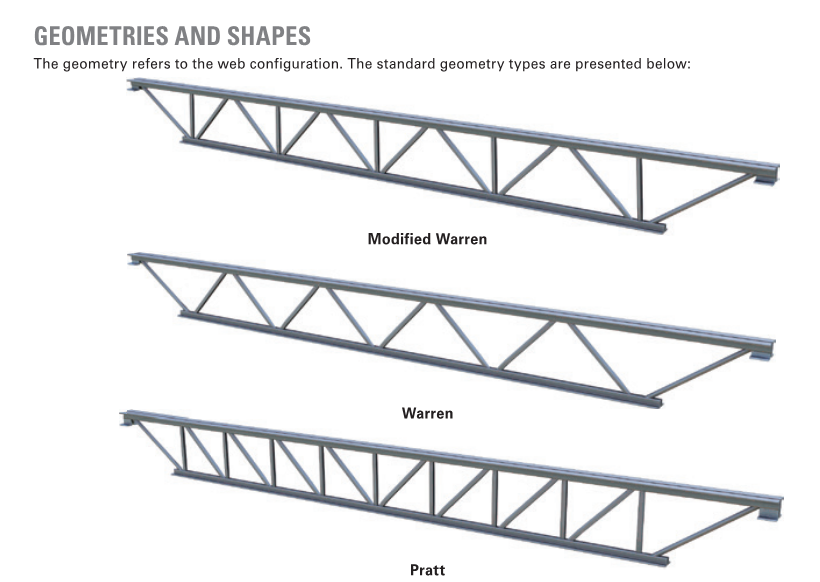 GEOMETRIES AND SHAPES
The geometry refers to the web configuration. The standard geometry types are presented below:
Modified Warren
Warren
Pratt